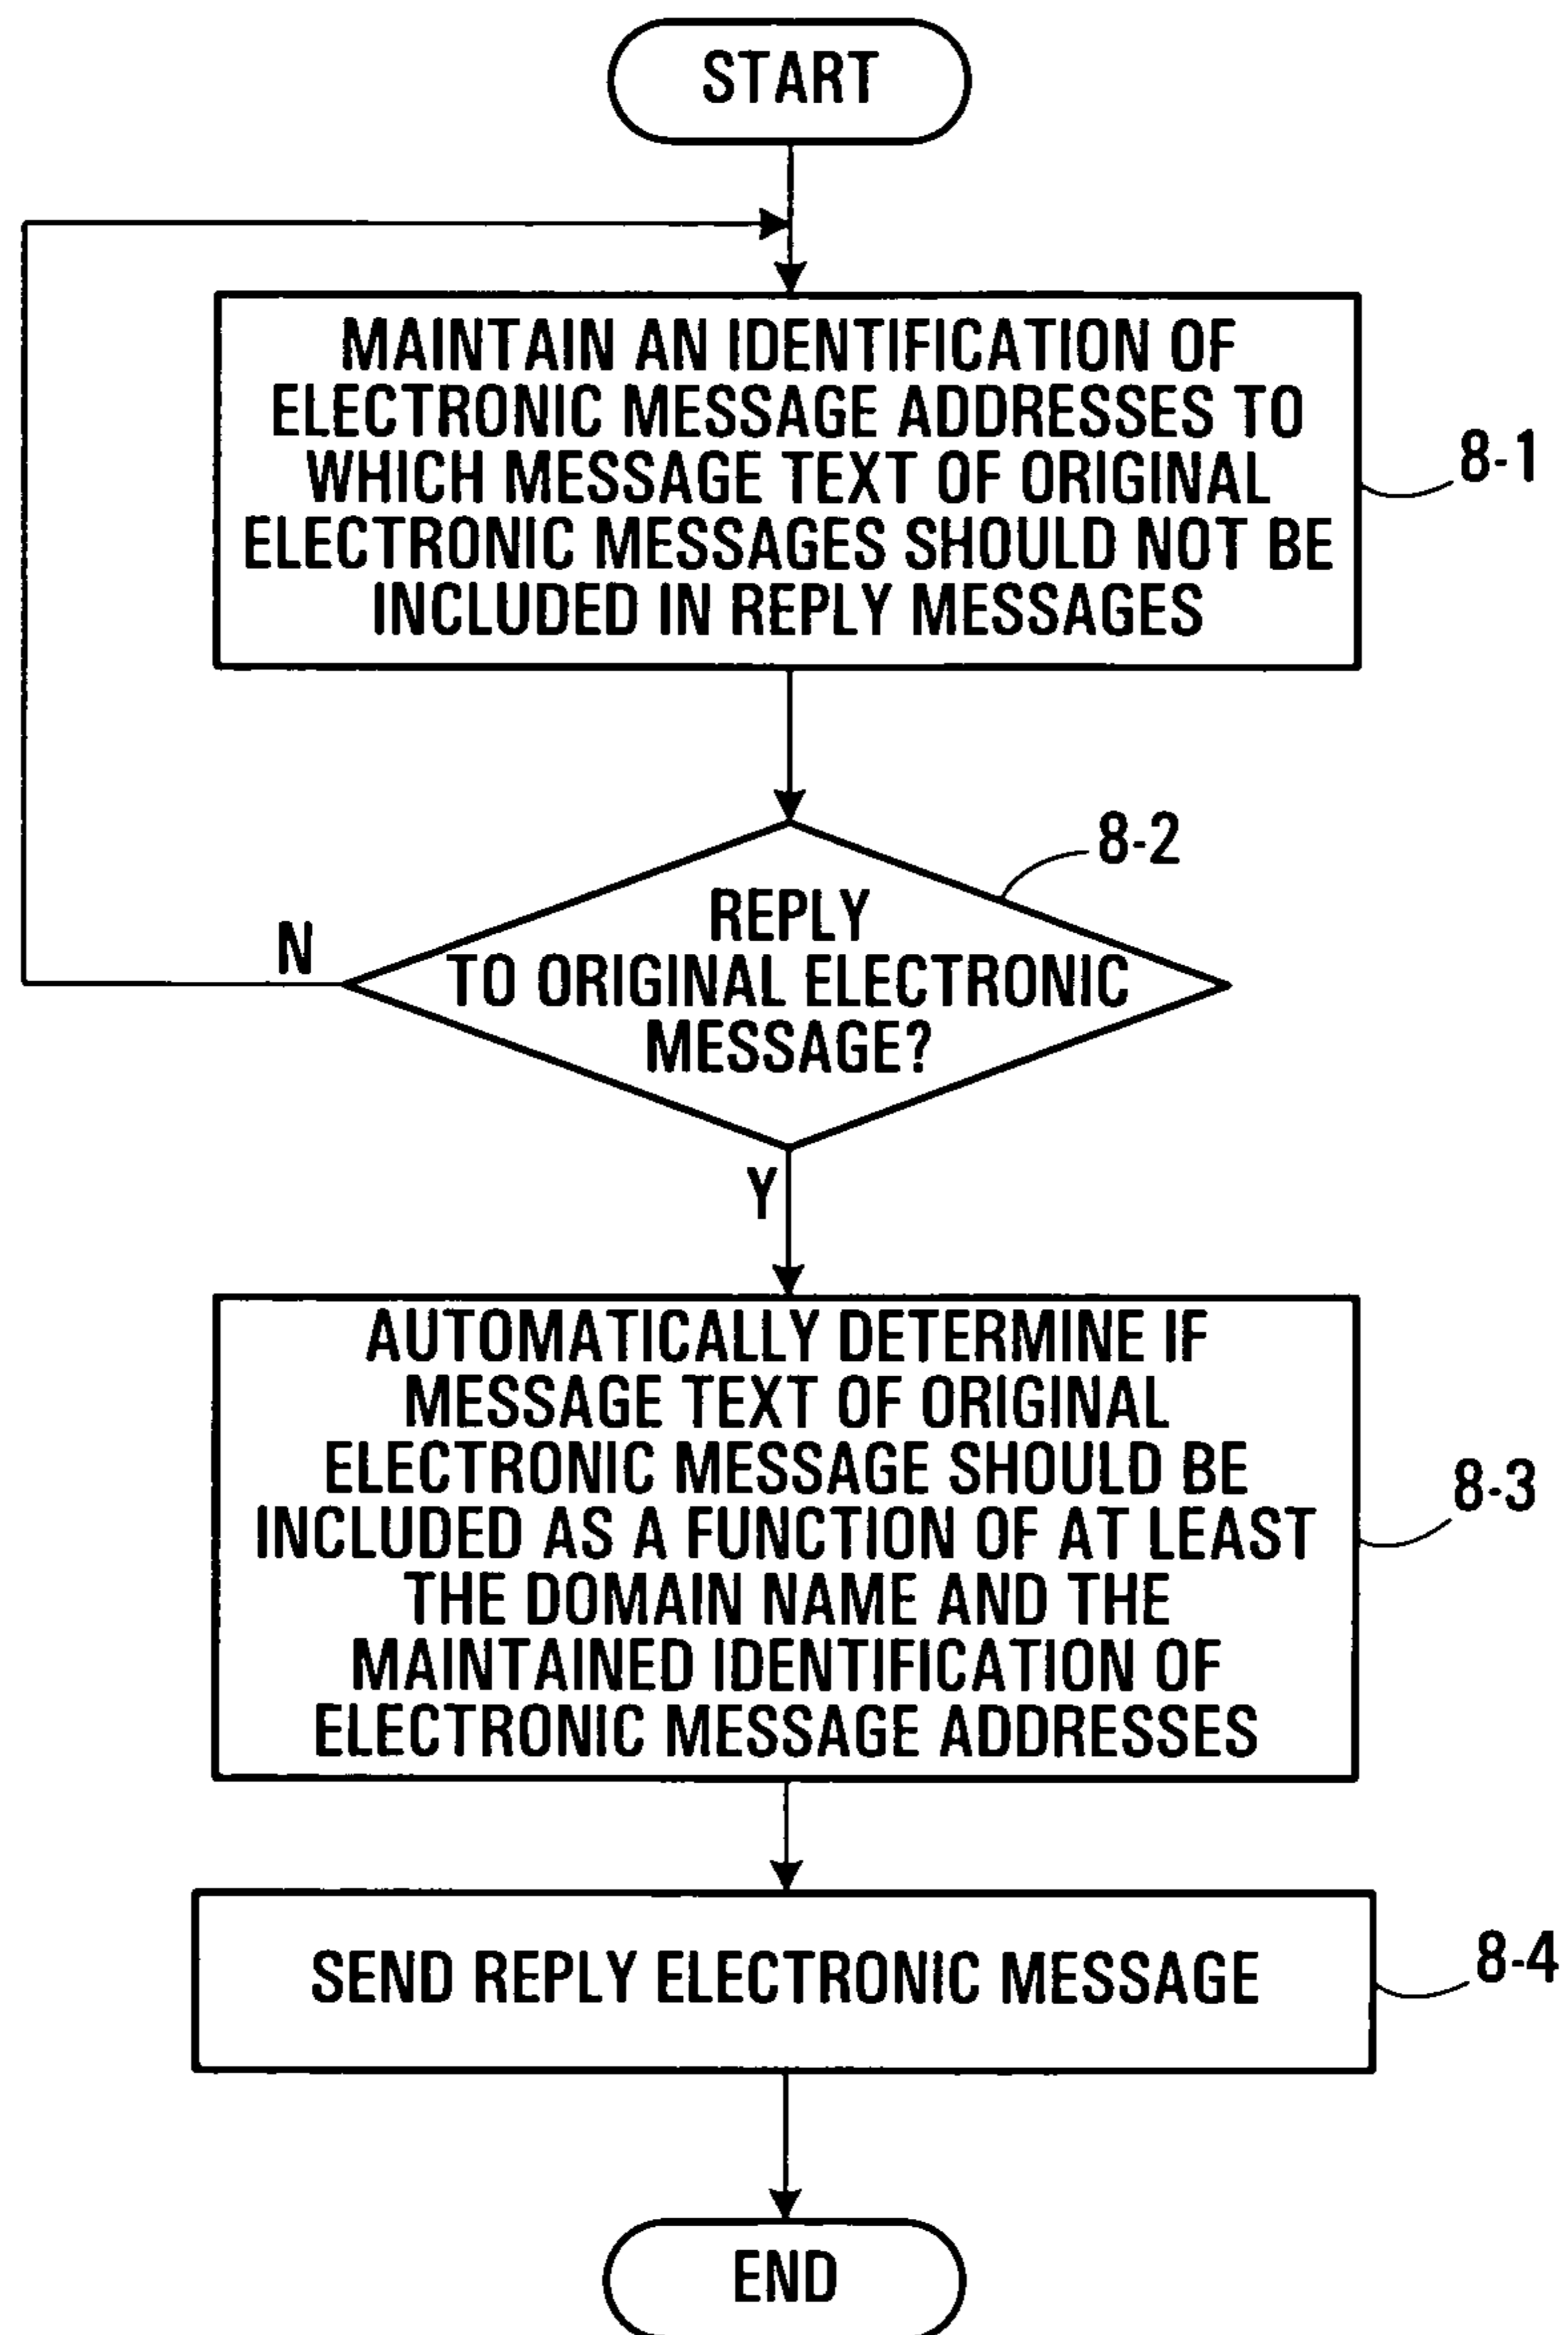 START
MAINTAIN AN IDENTIFICATION OF
ELECTRONIC MESSAGE ADDRESSES TO
WHICH MESSAGE TEXT OF ORIGINAL
ELECTRONIC MESSAGES SHOULD NOT BE
INCLUDED IN REPLY MESSAGES
8-1
8-2
REPLY
TO ORIGINAL ELECTRONIC
MESSAGE?
N
Y
AUTOMATICALLY DETERMINE IF
MESSAGE TEXT OF ORIGINAL
ELECTRONIC MESSAGE SHOULD BE
INCLUDED AS A FUNCTION OF AT LEAST
THE DOMAIN NAME AND THE
MAINTAINED IDENTIFICATION OF
ELECTRONIC MESSAGE ADDRESSES
8-3
SEND REPLY ELECTRONIC MESSAGE
8-4
END